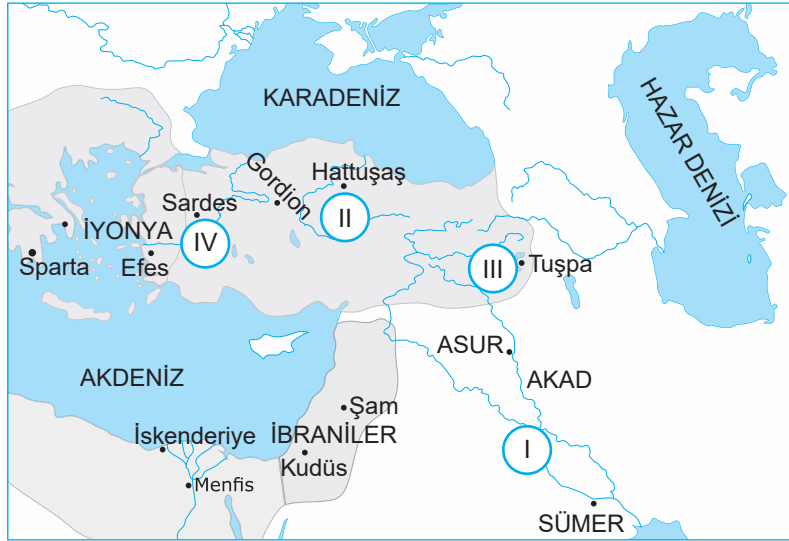 KARADENİZ
HAZAR DENİZİ
Gordion
Hattuşaş
Sardes
II
İYONYA
IV
Sparta
Efes
III
Tuşpa
ASUR
AKDENİZ
AKAD
Şam
İskenderiye
İBRANİLER
I
Kudüs
Menfis
SÜMER